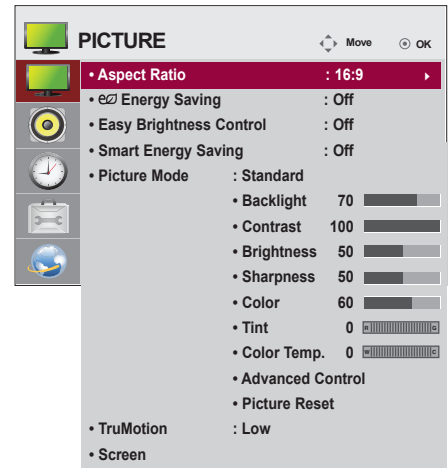 PICTURE Move OK
• Aspect Ratio : 16:9
• Energy Saving : Off
• Easy Brightness Control : Off
• Smart Energy Saving : Off
• Picture Mode : Standard
• Backlight 70
• Contrast 100
• Brightness 50
• Sharpness 50
• Color 60
• Tint 0 R G
• Color Temp. 0 W C
• Advanced Control
• Picture Reset
• TruMotion : Low
• Screen